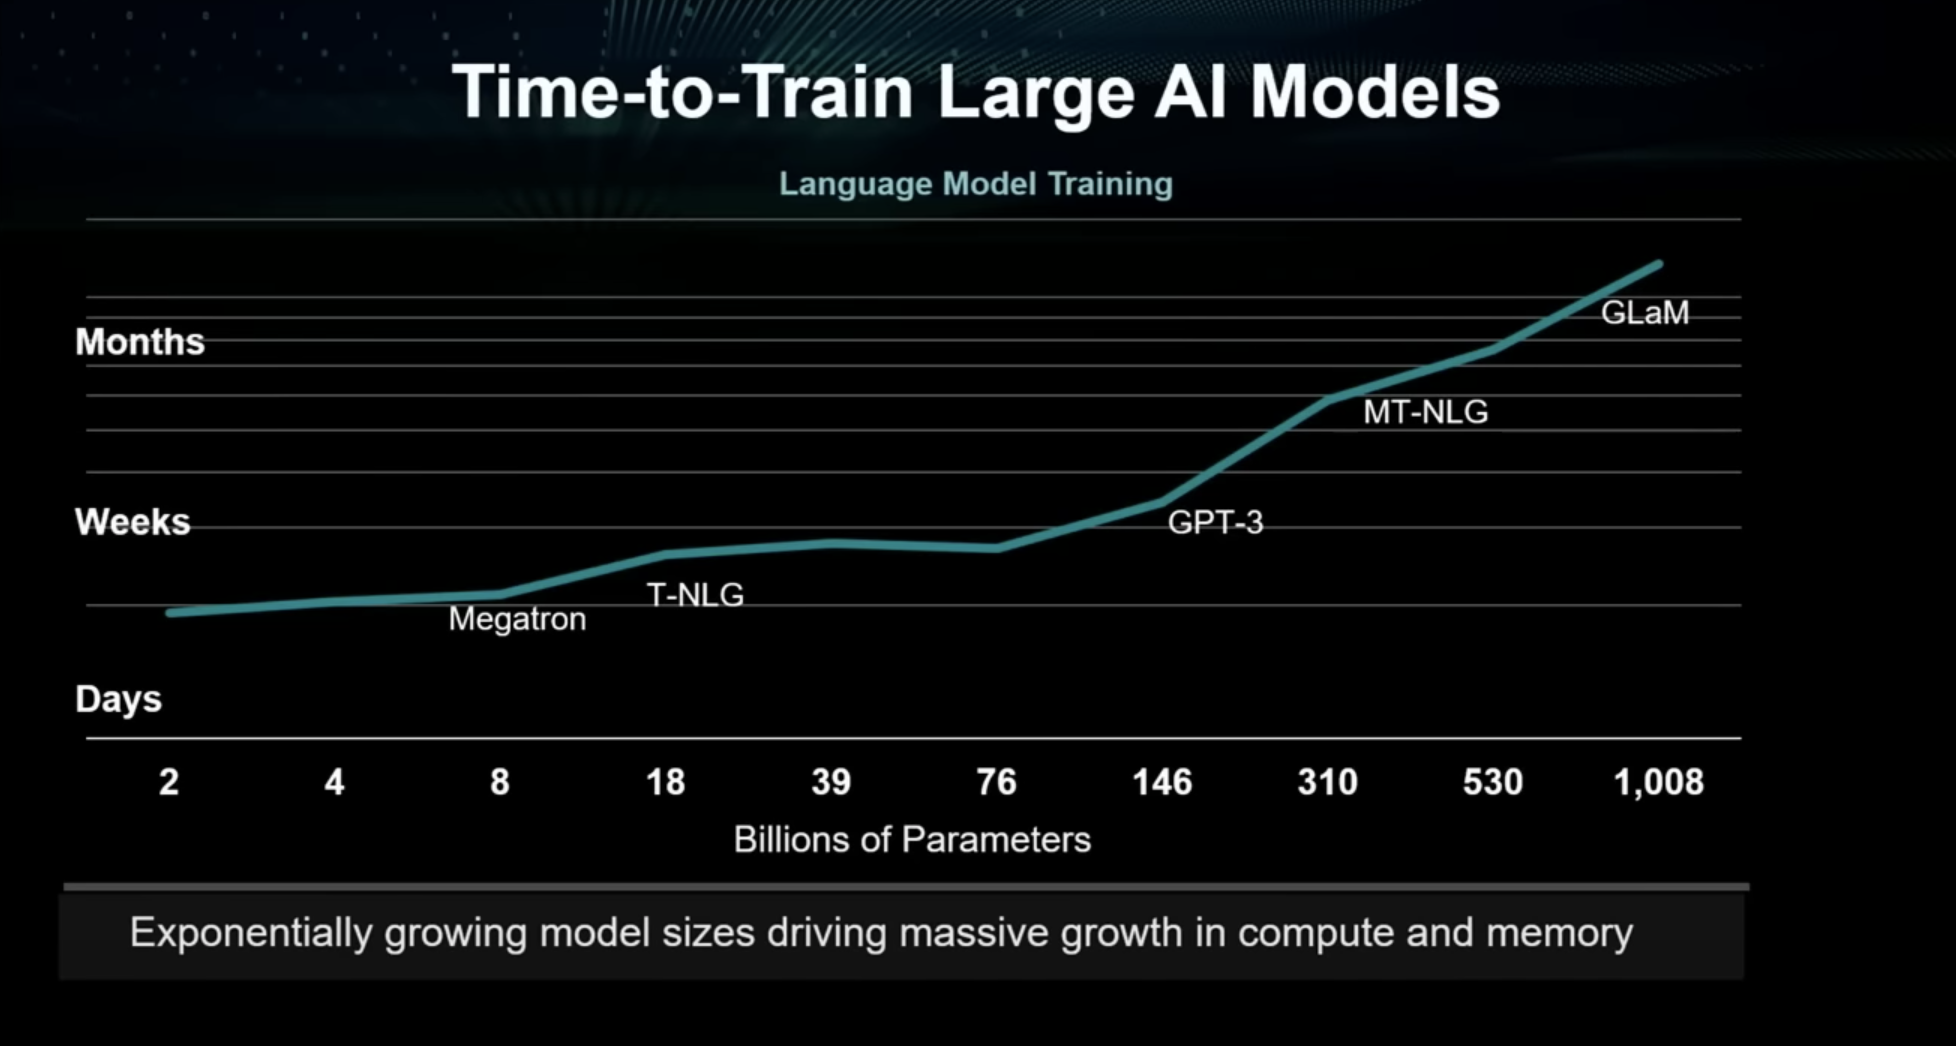 Time-to-Train Large AI Models
Language Model Training
GLaM
Months
MT-NLG
Weeks
GPT-3
T-NLG
Megatron
Days
2 4 8 18 39 76 146 310 530 1,008
Billions of Parameters
Exponentially growing model sizes driving massive growth in compute and memory